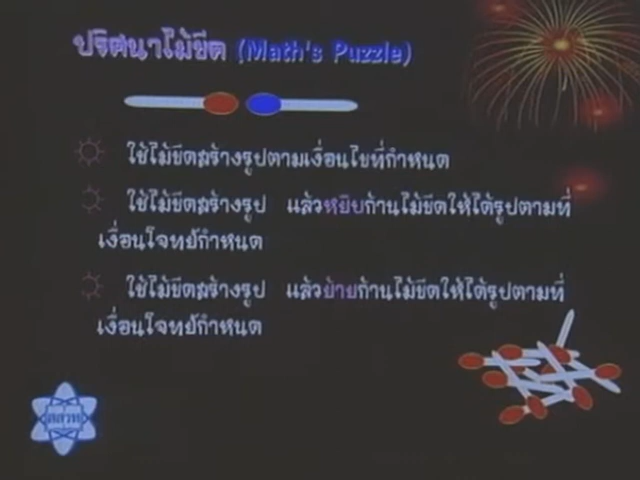 ปริศนาไม้ขีด (Math's Puzzle)
ใช้ไม้ขีดสร้างรูปตามเงื่อนไขที่กำหนด
ใช้ไม้ขีดสร้างรูป แล้วหยิบก้านไม้ขีดให้ได้รูปตามที่
เงื่อนโจทย์กำหนด
ใช้ไม้ขีดสร้างรูป แล้วย้ายก้านไม้ขีดให้ได้รูปตามที่
เงื่อนโจทย์กำหนด
สสวท